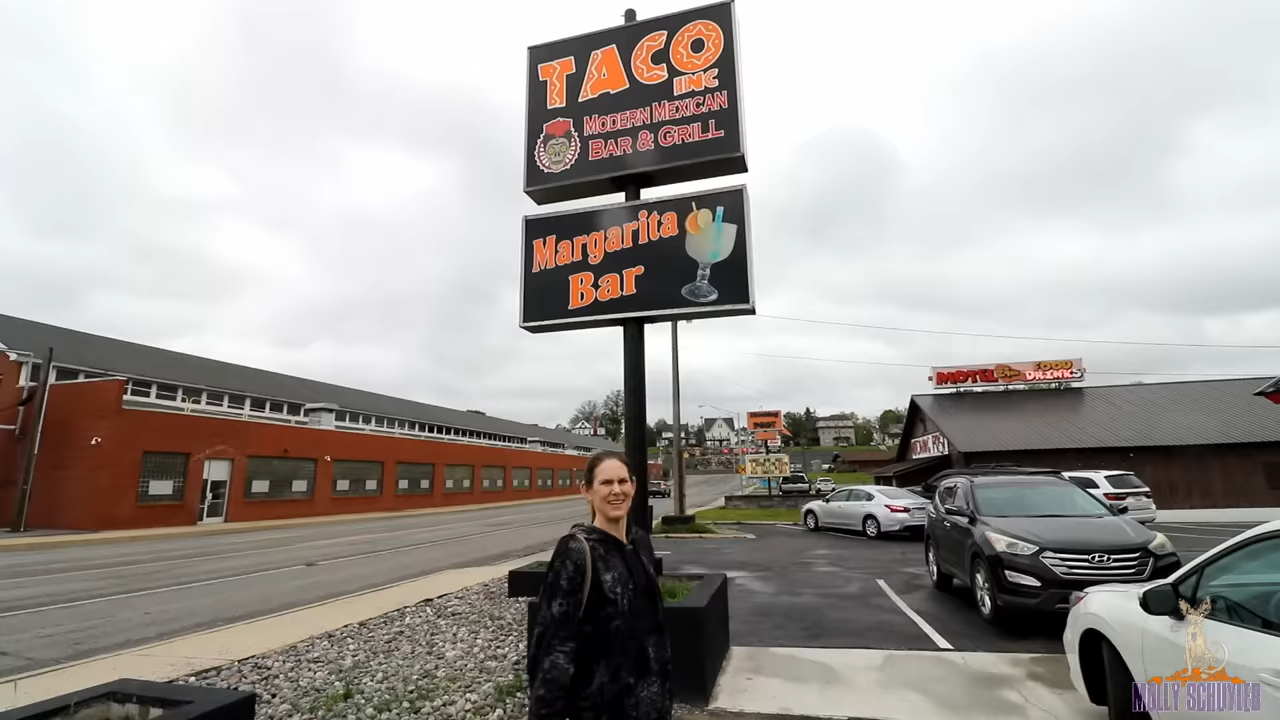 TACO
INC
MODERN MEXICAN
BAR & GRILL
Margarita
Bar
MOTEL
FOOD
DRINKS
MOLLY SCHUYLER